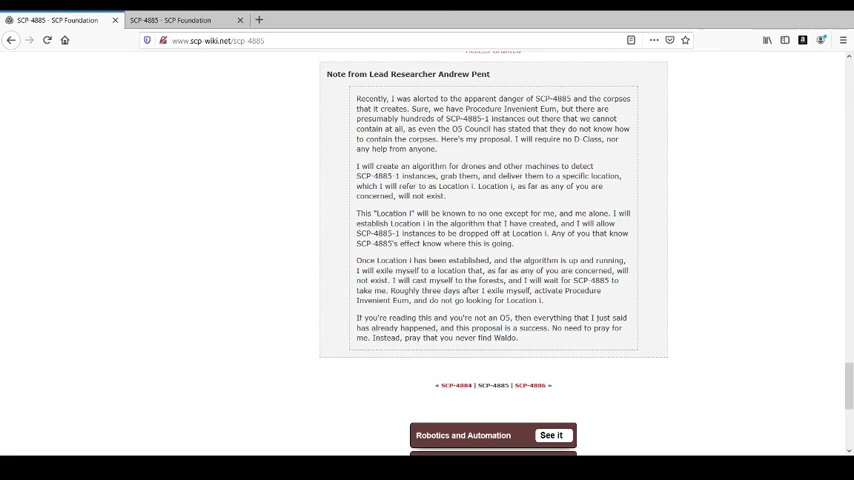 SCP-4885 - SCP Foundation
SCP-4885 - SCP Foundation
www.scp-wiki.net/scp-4885
Access Granted
Note from Lead Researcher Andrew Pent
Recently, I was alerted to the apparent danger of SCP-4885 and the corpses
that it creates. Sure, we have Procedure Invenient Eum, but there are
presumably hundreds of SCP-4885-1 instances out there that we cannot
contain at all, as even the O5 Council has stated that they do not know how
to contain the corpses. Here's my proposal. I will require no D-Class, nor
any help from anyone.
I will create an algorithm for drones and other machines to detect
SCP-4885-1 instances, grab them, and deliver them to a specific location,
which I will refer to as Location i. Location i, as far as any of you are
concerned, will not exist.
This "Location i" will be known to no one except for me, and me alone. I will
establish Location i in the algorithm that I have created, and I will allow
SCP-4885-1 instances to be dropped off at Location i. Any of you that know
SCP-4885's effect know where this is going.
Once Location i has been established, and the algorithm is up and running,
I will exile myself to a location that, as far as any of you are concerned, will
not exist. I will cast myself to the forests, and I will wait for SCP-4885 to
take me. Roughly three days after I exile myself, activate Procedure
Invenient Eum, and do not go looking for Location i.
If you're reading this and you're not an O5, then everything that I just said
has already happened, and this proposal is a success. No need to pray for
me. Instead, pray that you never find Waldo.
« SCP-4884 | SCP-4885 | SCP-4886 »
Robotics and Automation See it